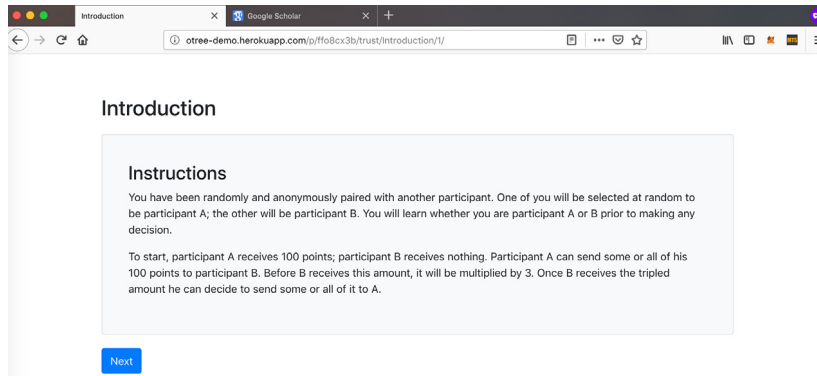 Introduction
Google Scholar
otree-demo.herokuapp.com/p/ffo8cx3b/trust/Introduction/1/
Introduction
Instructions
You have been randomly and anonymously paired with another participant. One of you will be selected at random to
be participant A; the other will be participant B. You will learn whether you are participant A or B prior to making any
decision.
To start, participant A receives 100 points; participant B receives nothing. Participant A can send some or all of his
100 points to participant B. Before B receives this amount, it will be multiplied by 3. Once B receives the tripled
amount he can decide to send some or all of it to A.
Next